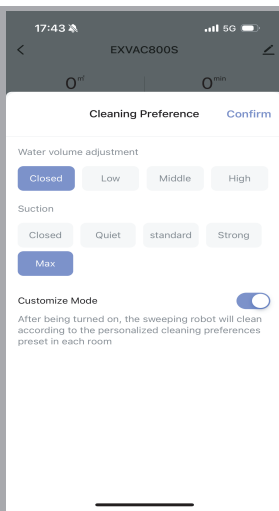 17:43 5G
EXVAC800S
0㎡ 0min
Cleaning Preference Confirm
Water volume adjustment
Closed Low Middle High
Suction
Closed Quiet standard Strong
Max
Customize Mode
After being turned on, the sweeping robot will clean
according to the personalized cleaning preferences
preset in each room